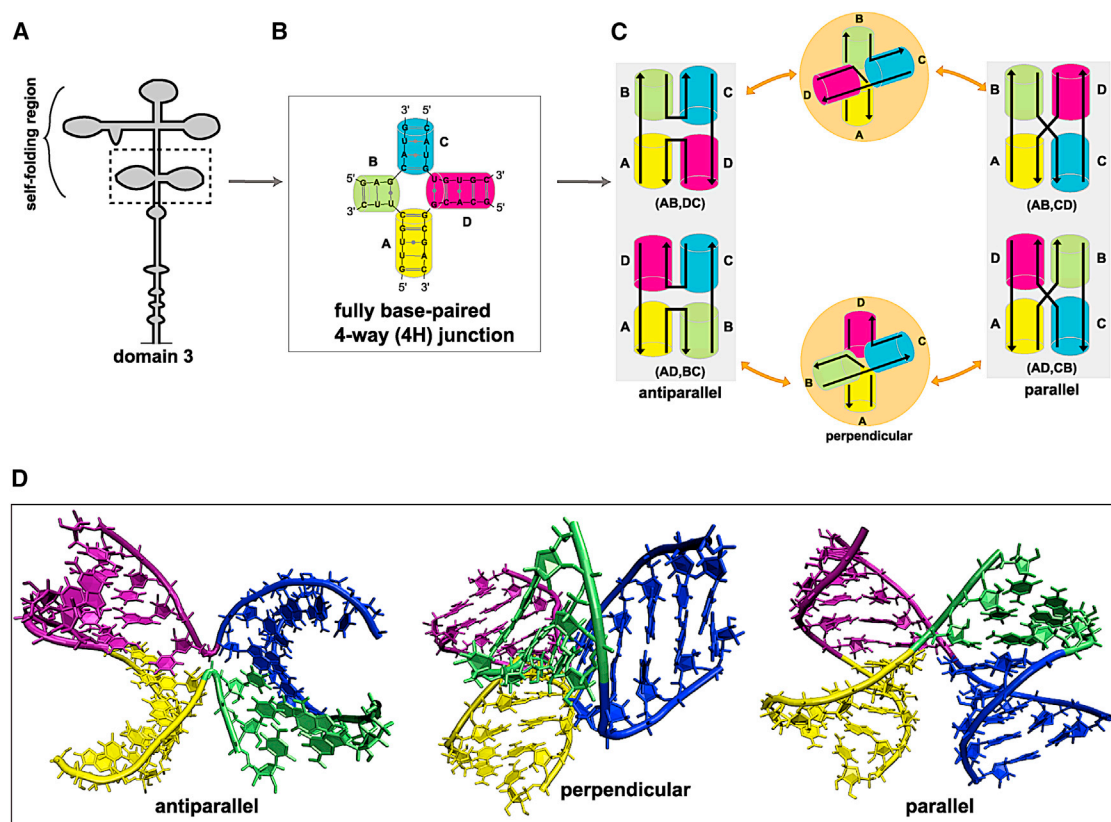 A
B
C
self-folding region
domain 3
3' 5'
G C
U A
A U
C G
C
B
5' G A G
3' C U U
U G U G C 3'
G C A C G 5'
D
A
G C
5' 3'
fully base-paired
4-way (4H) junction
B
C
A
D
(AB,DC)
D
C
A
B
(AD,BC)
antiparallel
B
C
D
A
D
C
B
A
perpendicular
B
D
A
C
(AB,CD)
D
B
A
C
(AD,CB)
parallel
D
antiparallel
perpendicular
parallel